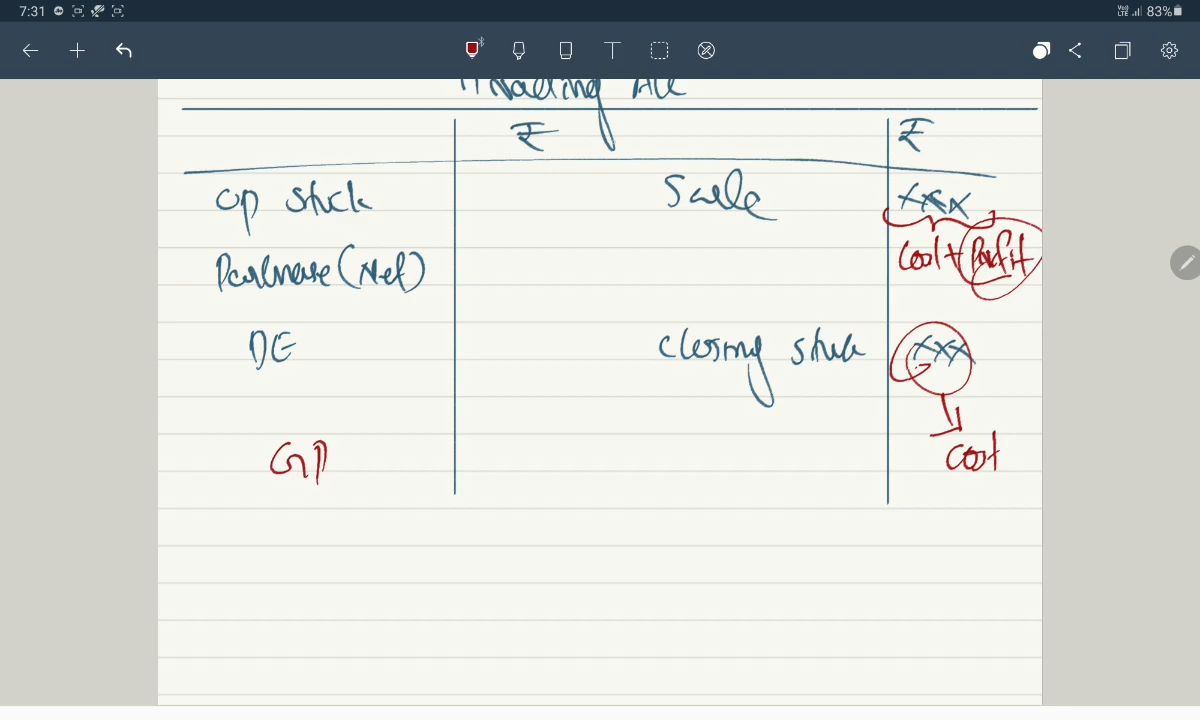 7:31 83%
Trading A/c
₹ ₹
Op Stock Sale xxx
Purchase (Net) Cost + Profit
DE Closing Stock xxx
GP Cost